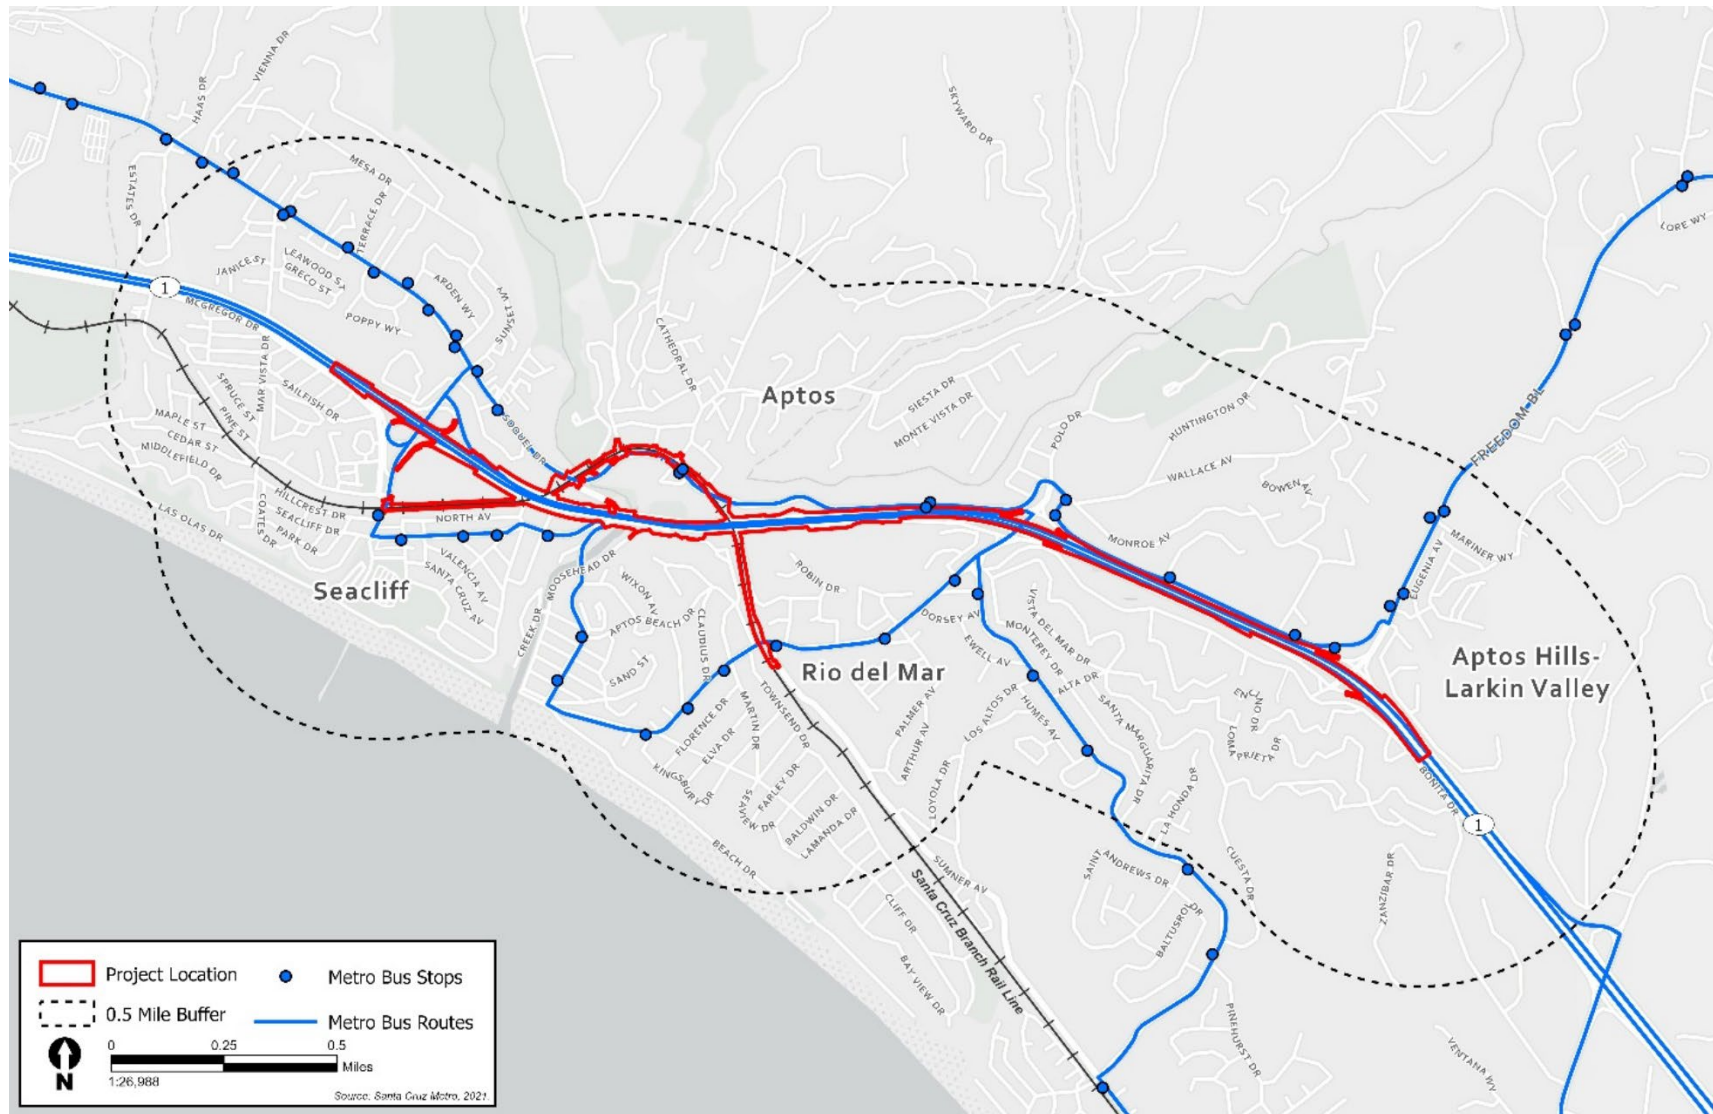 HAAS DR
VIENNA DR
SKYWARD DR
ESTATES DR
MESA DR
TERRACE DR
LORE WY
JANICE ST
LEAWOOD ST
GRECO ST
ARDEN WY
SUNSET WY
1
MCGREGOR DR
POPPY WY
CATHEDRAL DR
MAR VISTA DR
SAILFISH DR
SPRUCE ST
PINE ST
MAPLE ST
CEDAR ST
MIDDLEFIELD DR
Aptos
SIESTA DR
MONTE VISTA DR
POLO DR
HUNTINGTON DR
WALLACE AV
BOWEN AV
FREEDOM BL
HILLCREST DR
SEACLIFF DR
PARK DR
COATES DR
LAS OLAS DR
NORTH AV
VALENCIA AV
SANTA CRUZ AV
Seacliff
MOOSEHEAD DR
CREEK DR
WIXON AV
APTOS BEACH DR
CLAUDIUS DR
SAND ST
ROBIN DR
MONROE AV
MARINER WY
EUGENIA AV
DORSEY AV
EWELL AV
VISTA DEL MAR DR
MONTEREY DR
ALTA DR
Rio del Mar
Aptos Hills-
Larkin Valley
TOWNSEND DR
MARTIN DR
FLORENCE DR
ELVA DR
KINGSBURY DR
SEAVIEW DR
FARLEY DR
BALDWIN DR
LAMANDA DR
PALMER AV
ARTHUR AV
LOS ALTOS DR
HUMES AV
LOYOLA DR
SANTA MARGUARITA DR
LA HONDA DR
ENCINO DR
LOMA PRIETA DR
BONITA DR
1
BEACH DR
SUMNER AV
CLIFF DR
BAY VIEW DR
Santa Cruz Branch Rail Line
SAINT ANDREWS DR
CUESTA DR
BALTUSROL DR
ZANZIBAR DR
PINEHURST DR
VENTANA WY
Project Location
Metro Bus Stops
0.5 Mile Buffer
Metro Bus Routes
N
0 0.25 0.5
Miles
1:26,988
Source: Santa Cruz Metro, 2021.